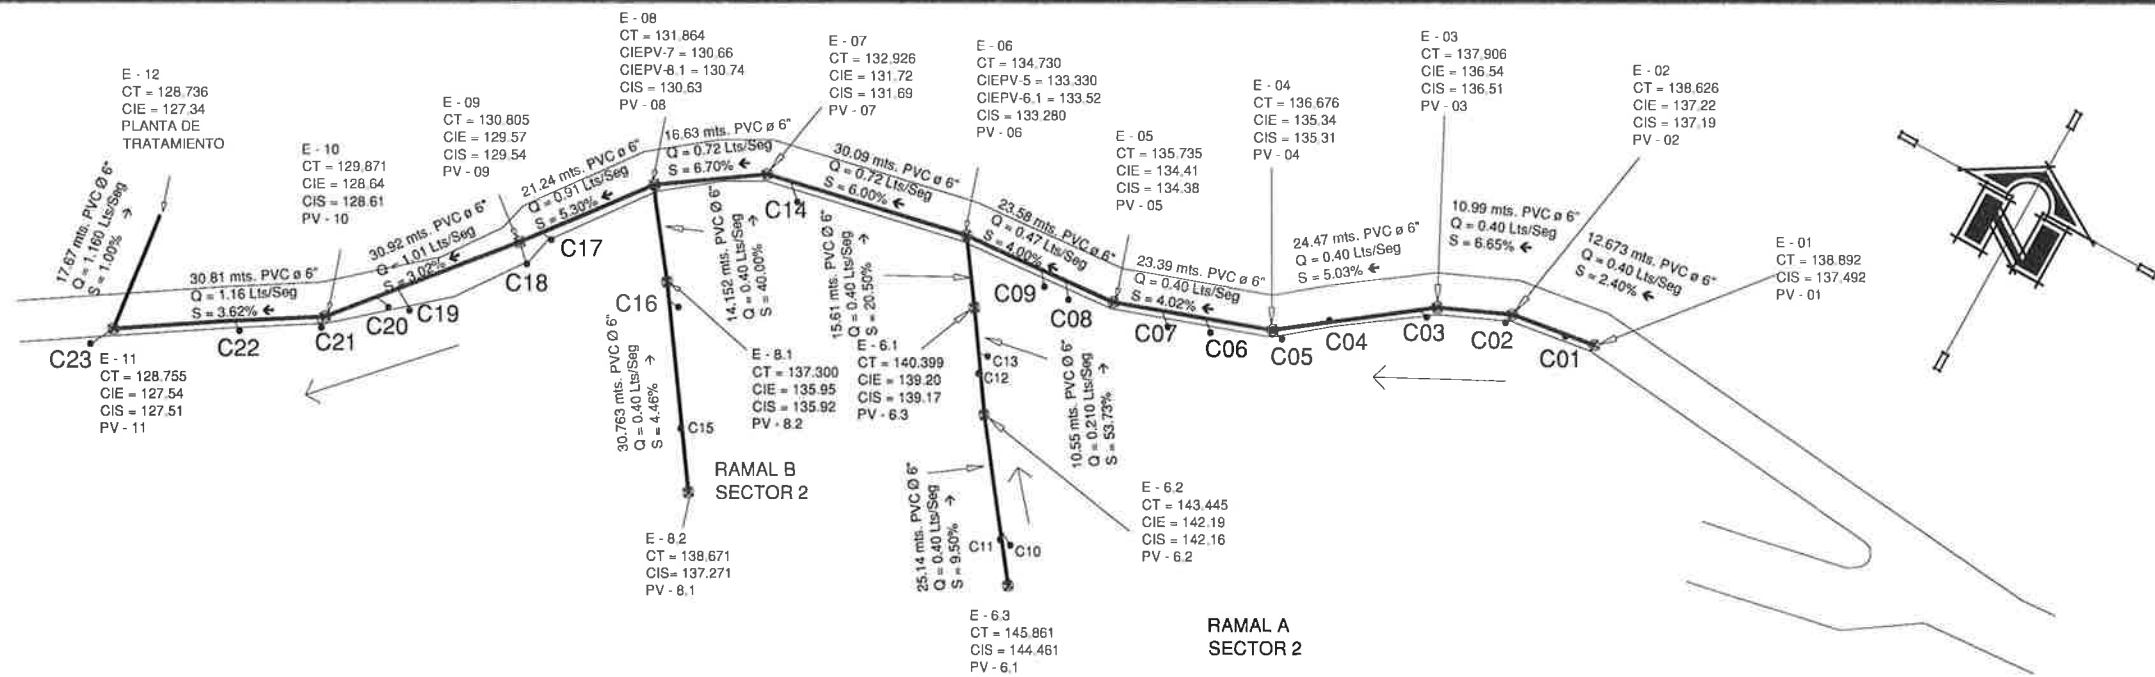 E - 12
CT = 128.736
CIE = 127.34
PLANTA DE
TRATAMIENTO
17.67 mts. PVC Ø 6"
Q = 1.160 Lts/Seg
S = 1.00%
E - 10
CT = 129.871
CIE = 128.64
CIS = 128.61
PV - 10
E - 09
CT = 130.805
CIE = 129.57
CIS = 129.54
PV - 09
E - 08
CT = 131.864
CIEPV-7 = 130.66
CIEPV-8.1 = 130.74
CIS = 130.63
PV - 08
E - 07
CT = 132.926
CIE = 131.72
CIS = 131.69
PV - 07
E - 06
CT = 134.730
CIEPV-5 = 133.330
CIEPV-6.1 = 133.52
CIS = 133.280
PV - 06
E - 05
CT = 135.735
CIE = 134.41
CIS = 134.38
PV - 05
E - 04
CT = 136.676
CIE = 135.34
CIS = 135.31
PV - 04
E - 03
CT = 137.906
CIE = 136.54
CIS = 136.51
PV - 03
E - 02
CT = 138.626
CIE = 137.22
CIS = 137.19
PV - 02
E - 01
CT = 138.892
CIS = 137.492
PV - 01
30.81 mts. PVC ø 6"
Q = 1.16 Lts/Seg
S = 3.62% ←
30.92 mts. PVC ø 6"
Q = 1.01 Lts/Seg
S = 3.02% ←
21.24 mts. PVC ø 6"
Q = 0.91 Lts/Seg
S = 5.30% ←
16.63 mts. PVC ø 6"
Q = 0.72 Lts/Seg
S = 6.70% ←
30.09 mts. PVC ø 6"
Q = 0.72 Lts/Seg
S = 6.00% ←
23.58 mts. PVC ø 6"
Q = 0.47 Lts/Seg
S = 4.00% ←
23.39 mts. PVC ø 6"
Q = 0.40 Lts/Seg
S = 4.02% ←
24.47 mts. PVC ø 6"
Q = 0.40 Lts/Seg
S = 5.03% ←
10.99 mts. PVC ø 6"
Q = 0.40 Lts/Seg
S = 6.65% ←
12.673 mts. PVC ø 6"
Q = 0.40 Lts/Seg
S = 2.40% ←
C23
C22
C21
C20
C19
C18
C17
C14
C09
C08
C07
C06
C05
C04
C03
C02
C01
E - 11
CT = 128.755
CIE = 127.54
CIS = 127.51
PV - 11
C16
C15
30.763 mts. PVC Ø 6"
Q = 0.40 Lts/Seg
S = 4.46% →
14.152 mts. PVC Ø 6"
Q = 0.40 Lts/Seg
S = 40.00% →
E - 8.1
CT = 137.300
CIE = 135.95
CIS = 135.92
PV - 8.2
RAMAL B
SECTOR 2
E - 8.2
CT = 138.671
CIS= 137.271
PV - 8.1
15.61 mts. PVC Ø 6"
Q = 0.40 Lts/Seg
S = 20.50% →
E - 6.1
CT = 140.399
CIE = 139.20
CIS = 139.17
PV - 6.3
C13
C12
10.55 mts. PVC Ø 6"
Q = 0.210 Lts/Seg
S = 53.73% →
25.14 mts. PVC Ø 6"
Q = 0.40 Lts/Seg
S = 9.50% →
C11
C10
E - 6.2
CT = 143.445
CIE = 142.19
CIS = 142.16
PV - 6.2
E - 6.3
CT = 145.861
CIS = 144.461
PV - 6.1
RAMAL A
SECTOR 2
N